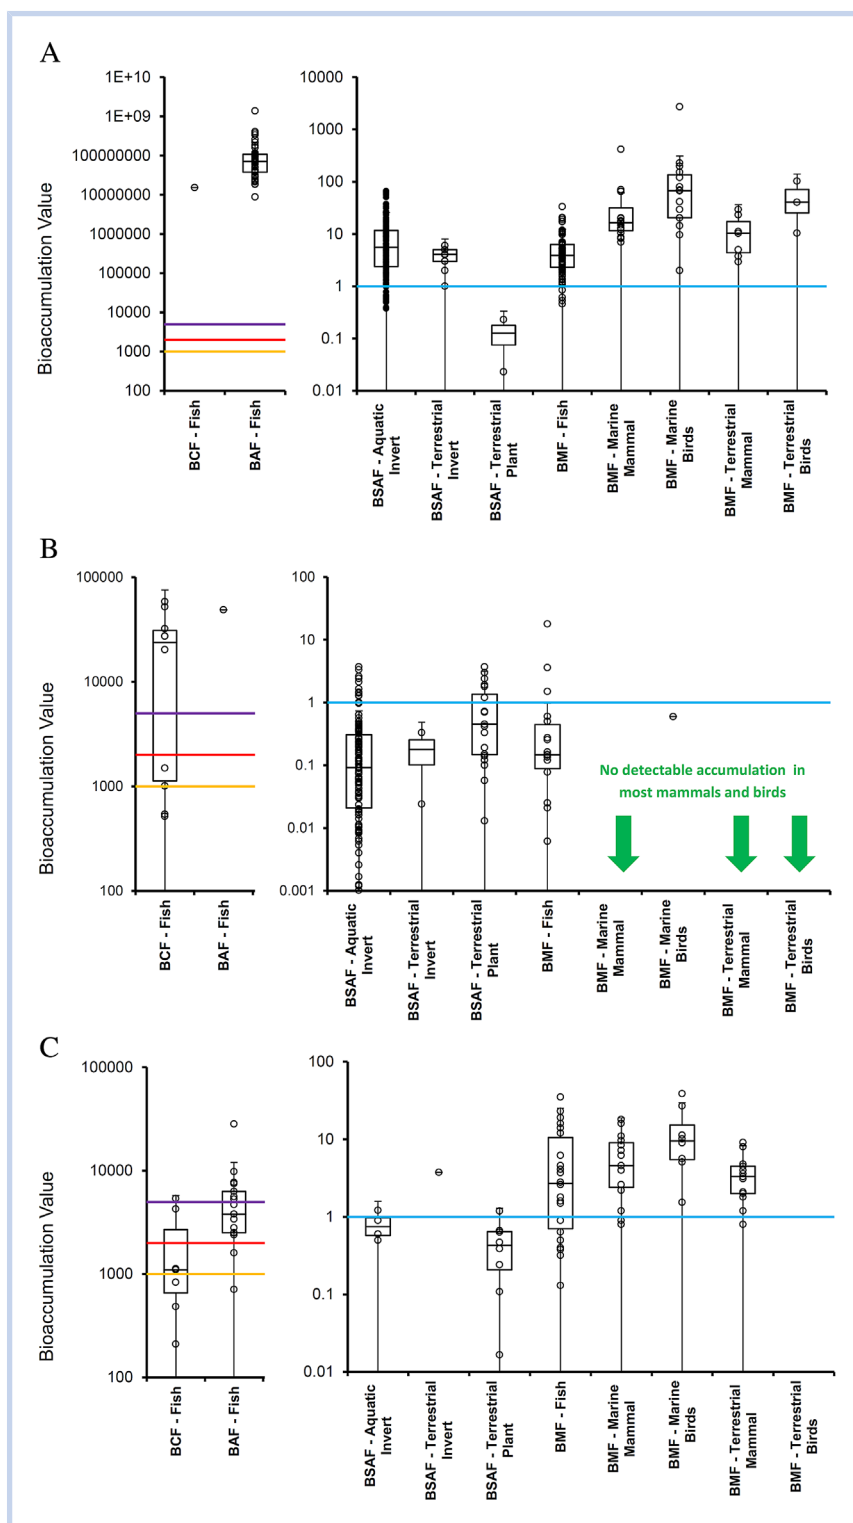 A
Bioaccumulation Value
1E+10
1E+09
100000000
10000000
1000000
100000
10000
1000
100
BCF - Fish
BAF - Fish
10000
1000
100
10
1
0.1
0.01
BSAF - Aquatic
Invert
BSAF - Terrestrial
Invert
BSAF - Terrestrial
Plant
BMF - Fish
BMF - Marine
Mammal
BMF - Marine
Birds
BMF - Terrestrial
Mammal
BMF - Terrestrial
Birds
B
Bioaccumulation Value
100000
10000
1000
100
BCF - Fish
BAF - Fish
100
10
1
0.1
0.01
0.001
No detectable accumulation in
most mammals and birds
BSAF - Aquatic
Invert
BSAF - Terrestrial
Invert
BSAF - Terrestrial
Plant
BMF - Fish
BMF - Marine
Mammal
BMF - Marine
Birds
BMF - Terrestrial
Mammal
BMF - Terrestrial
Birds
C
Bioaccumulation Value
100000
10000
1000
100
BCF - Fish
BAF - Fish
100
10
1
0.1
0.01
BSAF - Aquatic
Invert
BSAF - Terrestrial
Invert
BSAF - Terrestrial
Plant
BMF - Fish
BMF - Marine
Mammal
BMF - Marine
Birds
BMF - Terrestrial
Mammal
BMF - Terrestrial
Birds